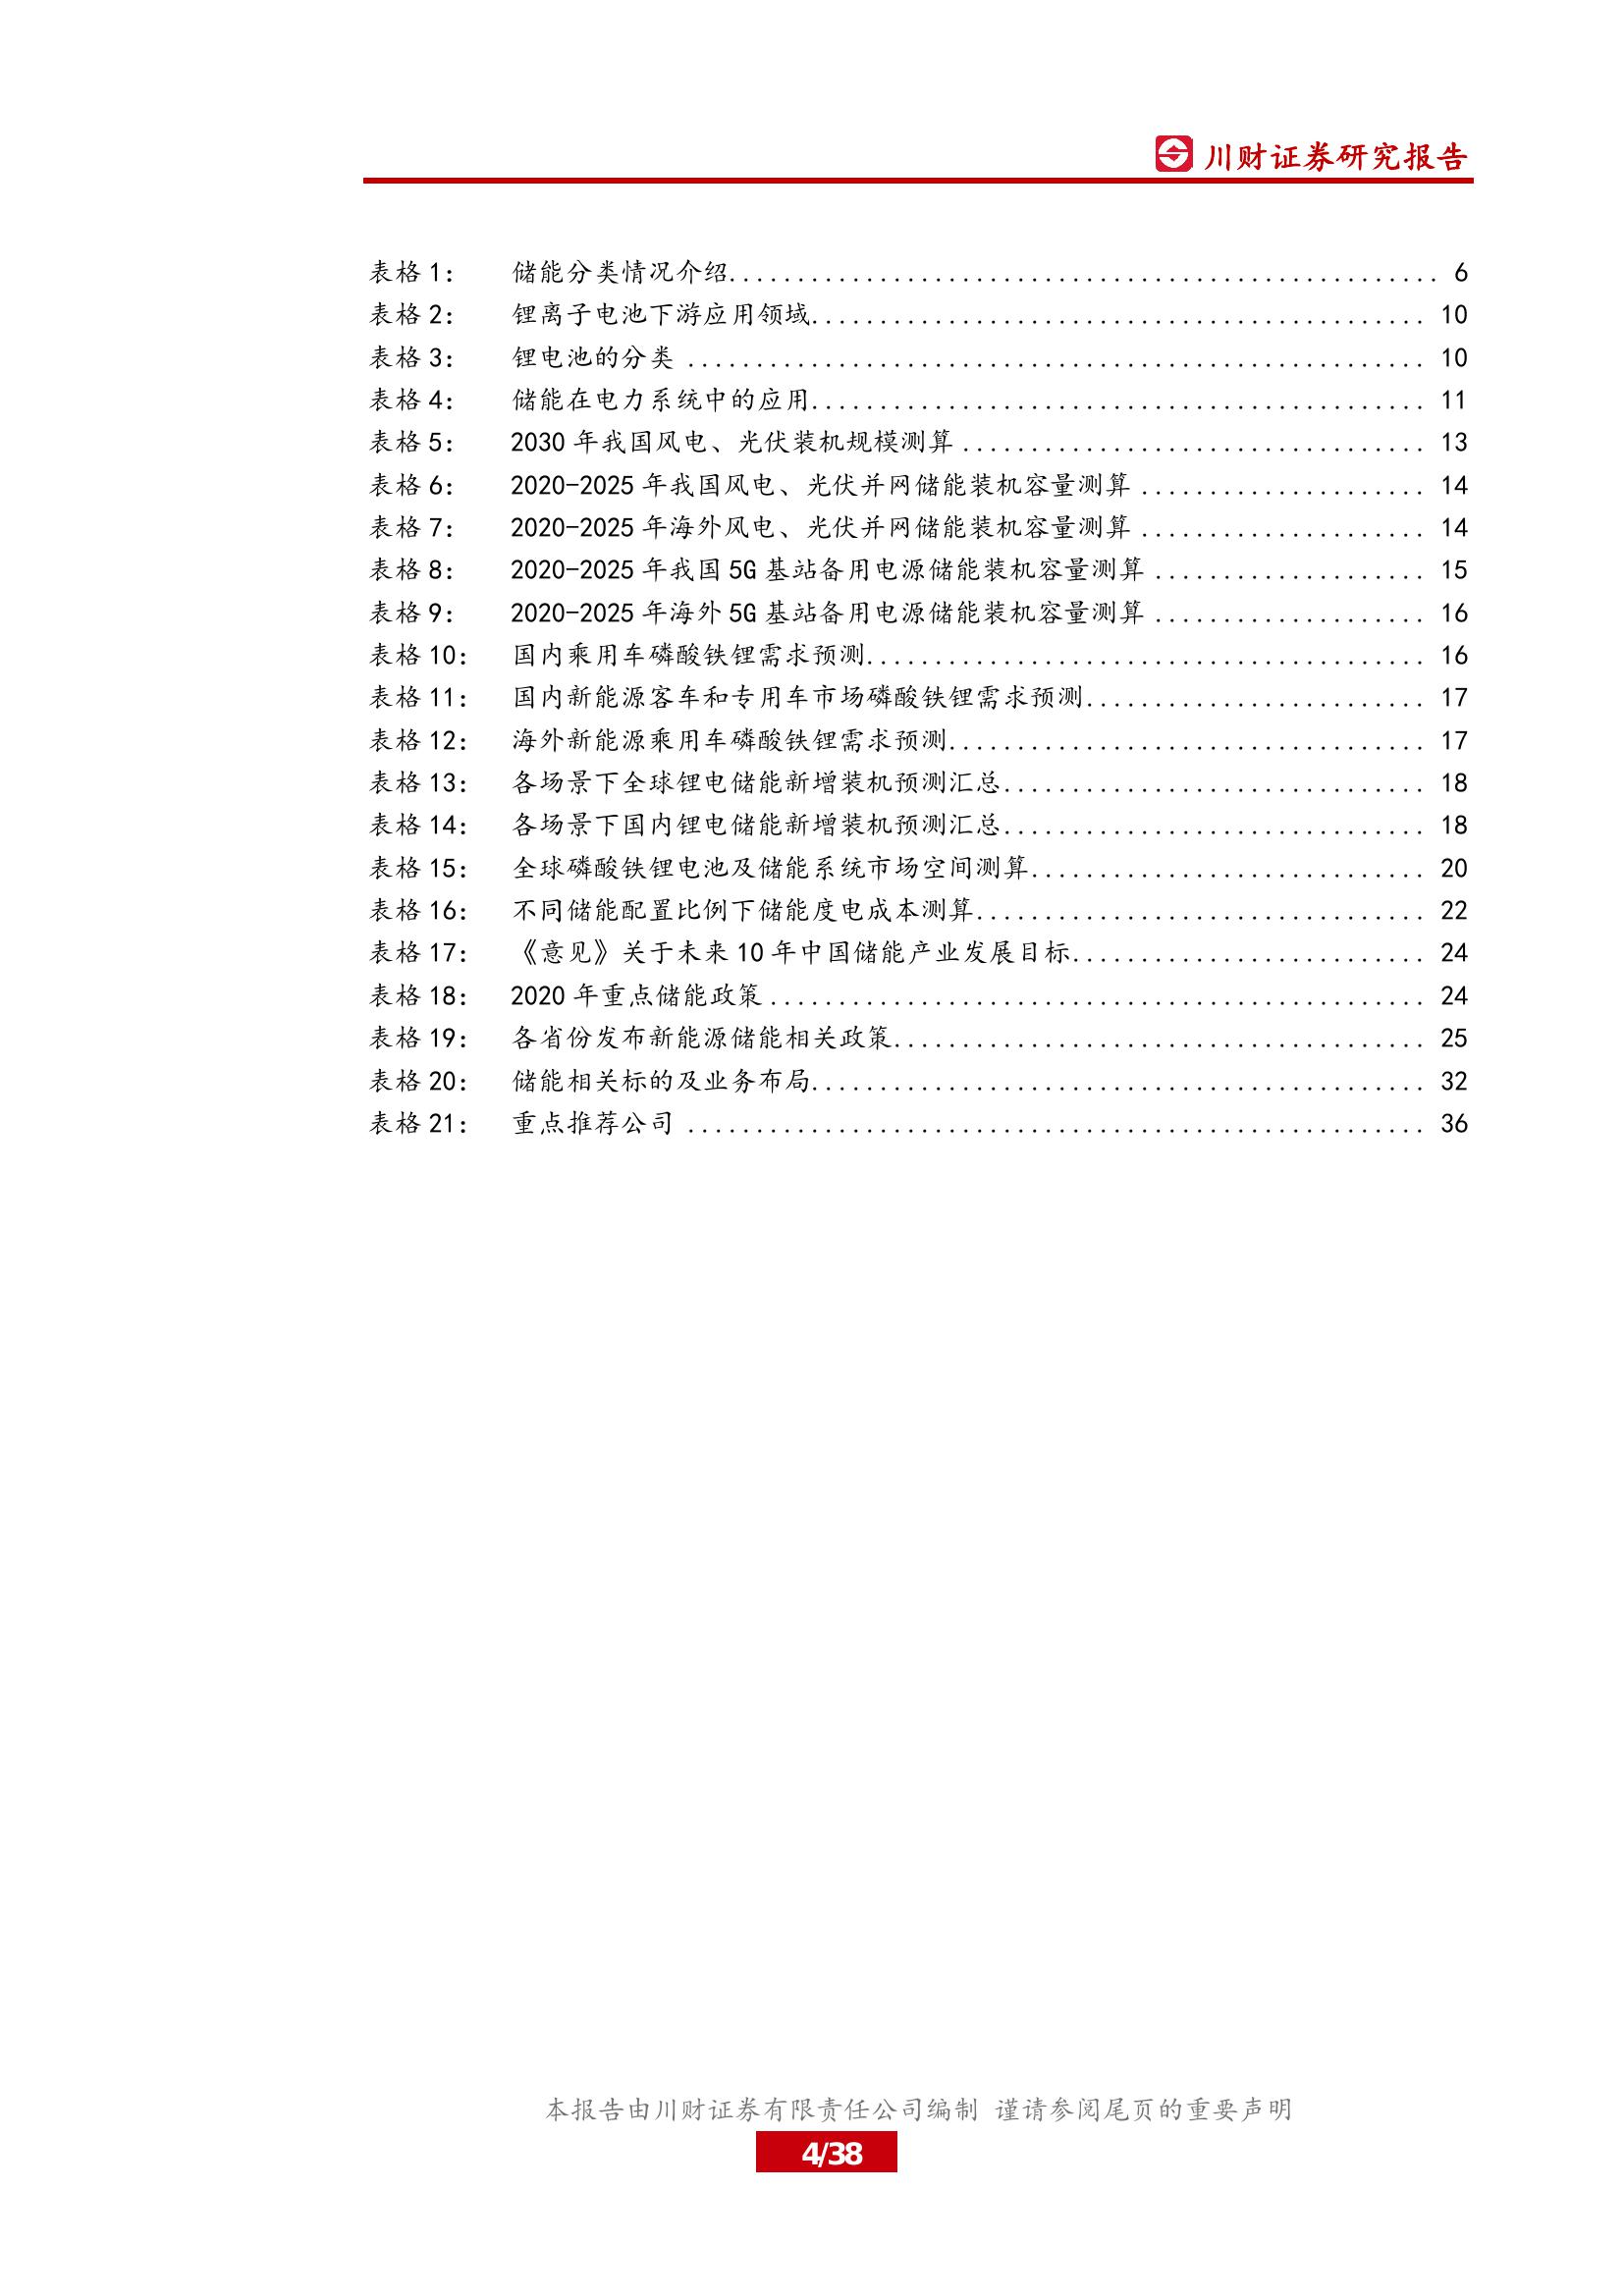 川财证券研究报告
表格 1： 储能分类情况介绍.................................................... 6
表格 2： 锂离子电池下游应用领域............................................. 10
表格 3： 锂电池的分类 ...................................................... 10
表格 4： 储能在电力系统中的应用............................................. 11
表格 5： 2030 年我国风电、光伏装机规模测算 .................................. 13
表格 6： 2020-2025 年我国风电、光伏并网储能装机容量测算 ..................... 14
表格 7： 2020-2025 年海外风电、光伏并网储能装机容量测算 ..................... 14
表格 8： 2020-2025 年我国 5G 基站备用电源储能装机容量测算 .................... 15
表格 9： 2020-2025 年海外 5G 基站备用电源储能装机容量测算 .................... 16
表格 10： 国内乘用车磷酸铁锂需求预测......................................... 16
表格 11： 国内新能源客车和专用车市场磷酸铁锂需求预测......................... 17
表格 12： 海外新能源乘用车磷酸铁锂需求预测................................... 17
表格 13： 各场景下全球锂电储能新增装机预测汇总............................... 18
表格 14： 各场景下国内锂电储能新增装机预测汇总............................... 18
表格 15： 全球磷酸铁锂电池及储能系统市场空间测算............................. 20
表格 16： 不同储能配置比例下储能度电成本测算................................. 22
表格 17： 《意见》关于未来 10 年中国储能产业发展目标.......................... 24
表格 18： 2020 年重点储能政策 ................................................ 24
表格 19： 各省份发布新能源储能相关政策....................................... 25
表格 20： 储能相关标的及业务布局............................................. 32
表格 21： 重点推荐公司 ...................................................... 36
本报告由川财证券有限责任公司编制 谨请参阅尾页的重要声明
4/38